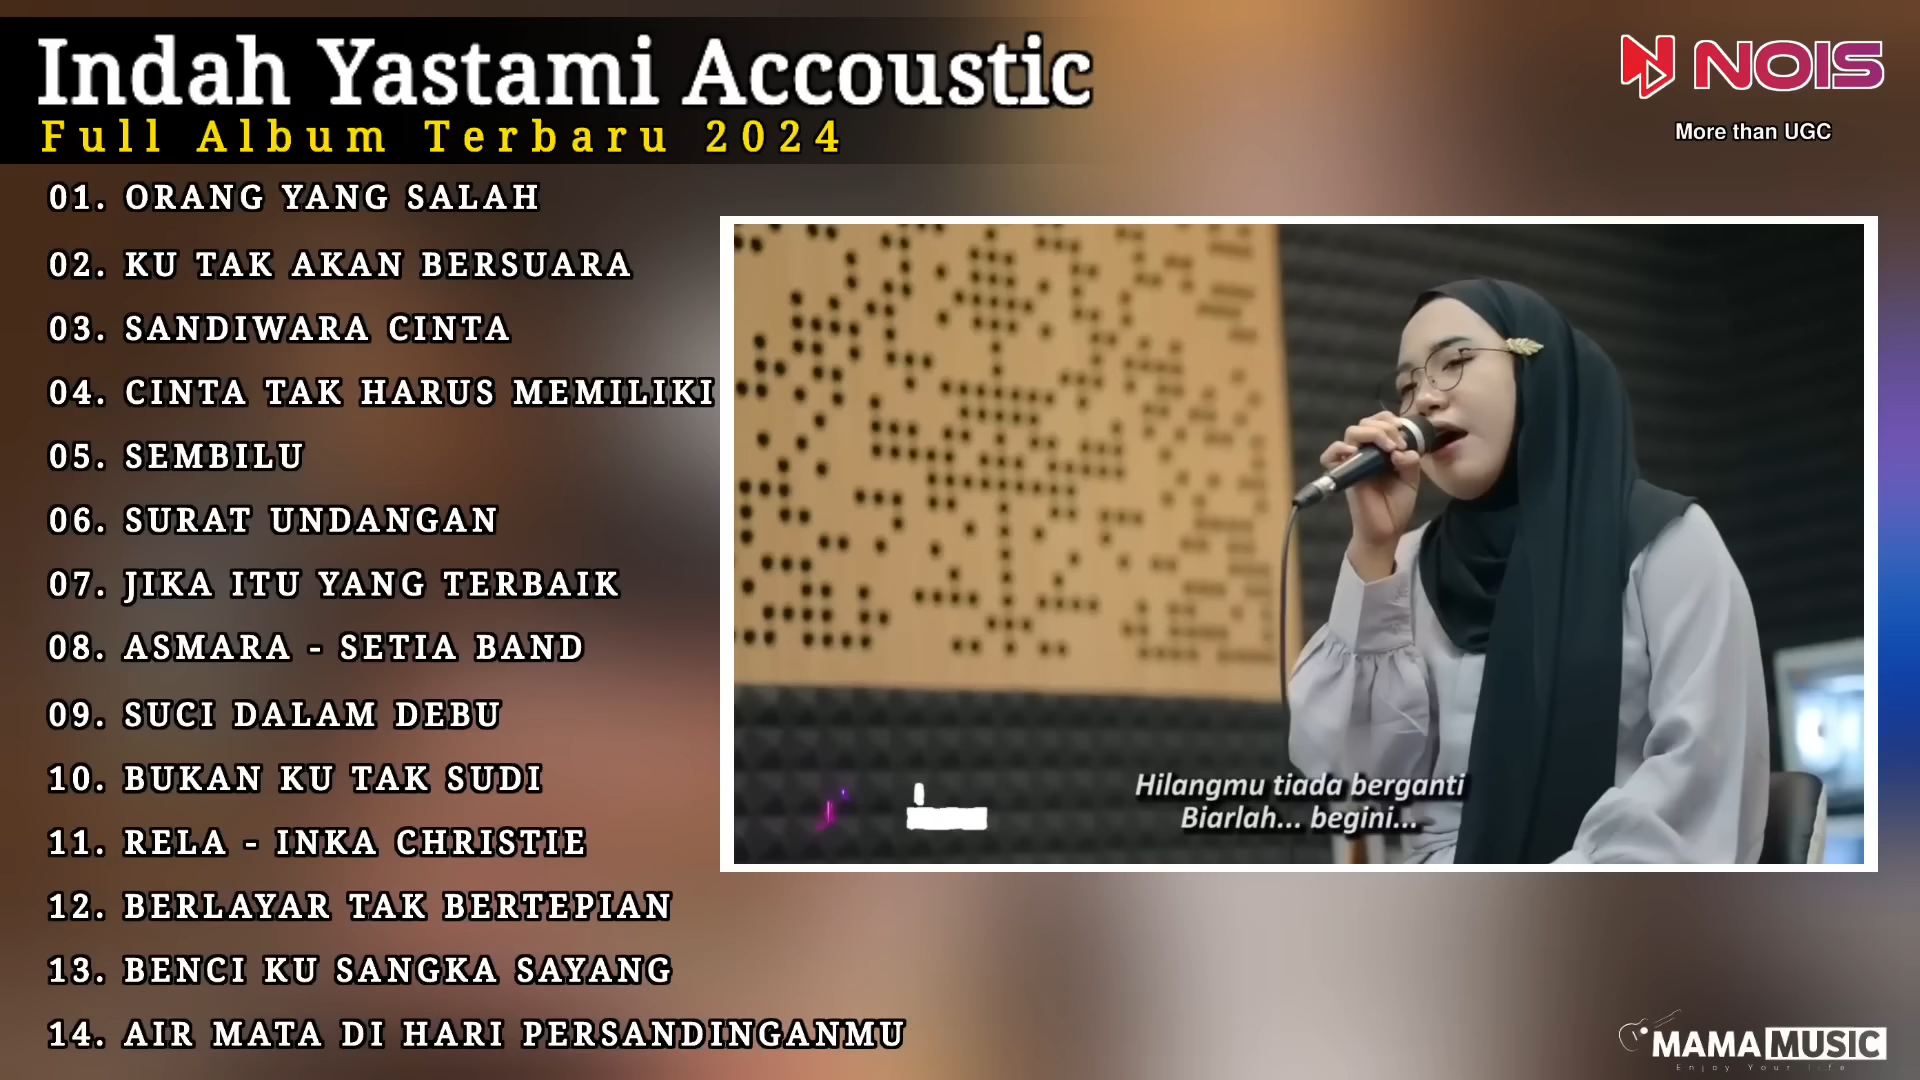 Indah Yastami Accoustic
Full Album Terbaru 2024
NOIS
More than UGC
01. ORANG YANG SALAH
02. KU TAK AKAN BERSUARA
03. SANDIWARA CINTA
04. CINTA TAK HARUS MEMILIKI
05. SEMBILU
06. SURAT UNDANGAN
07. JIKA ITU YANG TERBAIK
08. ASMARA - SETIA BAND
09. SUCI DALAM DEBU
10. BUKAN KU TAK SUDI
11. RELA - INKA CHRISTIE
12. BERLAYAR TAK BERTEPIAN
13. BENCI KU SANGKA SAYANG
14. AIR MATA DI HARI PERSANDINGANMU
Hilangmu tiada berganti
Biarlah... begini...
MAMA MUSIC
Enjoy Your life